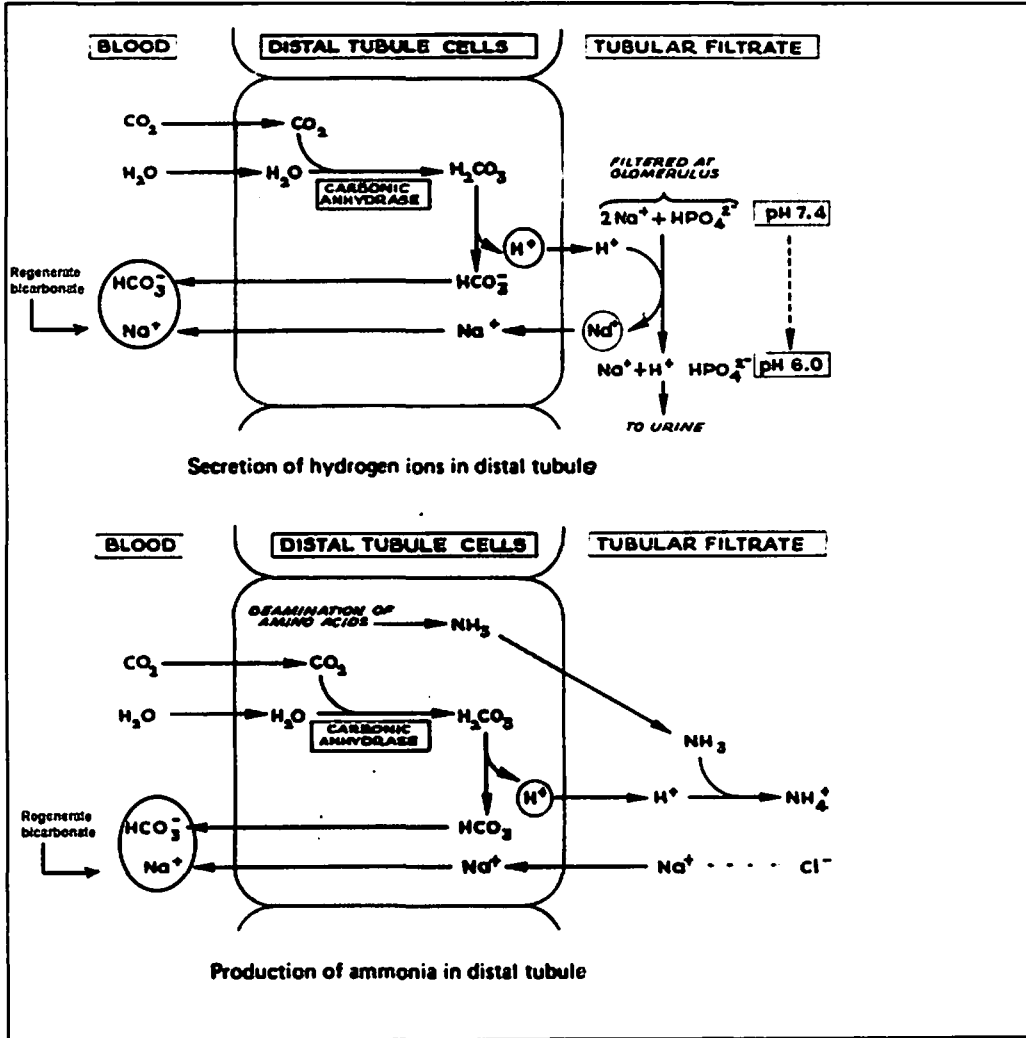 BLOOD DISTAL TUBULE CELLS TUBULAR FILTRATE
CO₂ CO₂
H₂O H₂O H₂CO₃
CARBONIC
ANHYDRASE
FILTERED AT
GLOMERULUS
2Na⁺ + HPO₄²⁻ pH 7.4
H⁺ H⁺
Regenerate
bicarbonate
HCO₃⁻ HCO₃⁻
Na⁺ Na⁺ Na⁺
Na⁺ + H⁺ HPO₄²⁻ pH 6.0
TO URINE
Secretion of hydrogen ions in distal tubule
BLOOD DISTAL TUBULE CELLS TUBULAR FILTRATE
DEAMINATION OF
AMINO ACIDS NH₃
CO₂ CO₂
H₂O H₂O H₂CO₃
CARBONIC
ANHYDRASE
NH₃
H⁺ H⁺ NH₄⁺
Regenerate
bicarbonate
HCO₃⁻ HCO₃
Na⁺ Na⁺ Na⁺ - - - - Cl⁻
Production of ammonia in distal tubule